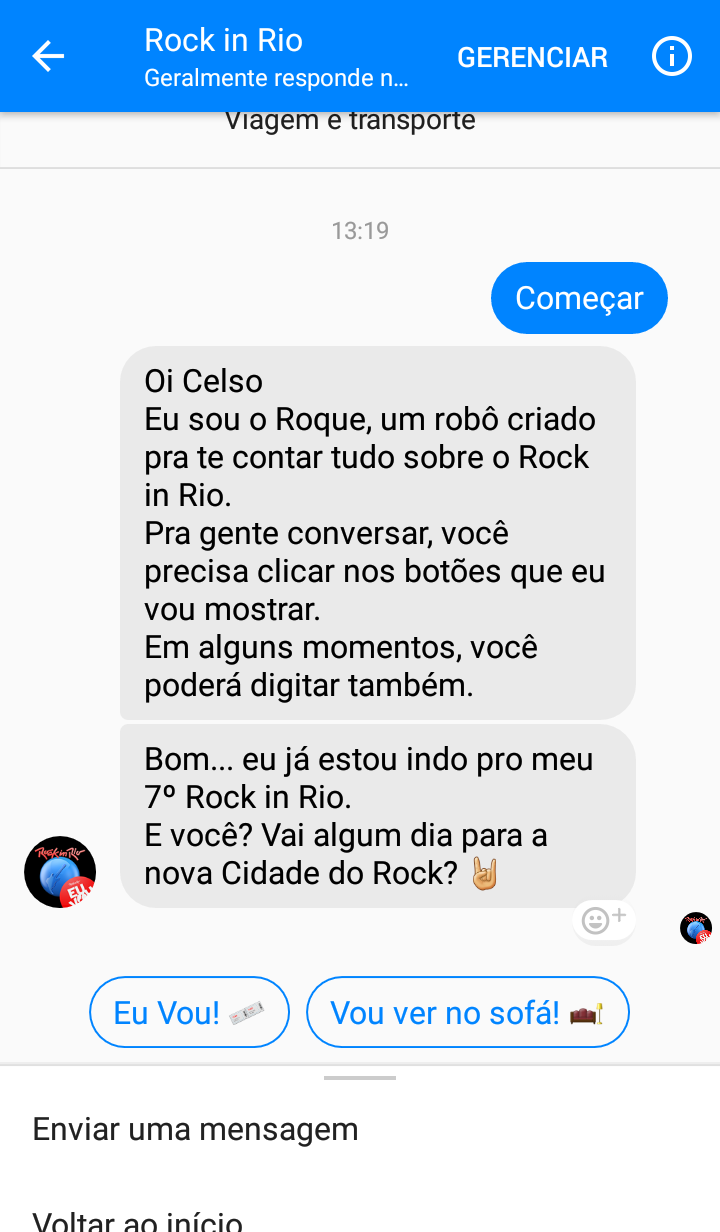 Rock in Rio
Geralmente responde n...
GERENCIAR
Viagem e transporte
13:19
Começar
Oi Celso
Eu sou o Roque, um robô criado
pra te contar tudo sobre o Rock
in Rio.
Pra gente conversar, você
precisa clicar nos botões que eu
vou mostrar.
Em alguns momentos, você
poderá digitar também.
Bom... eu já estou indo pro meu
7º Rock in Rio.
E você? Vai algum dia para a
nova Cidade do Rock? 🤘🏼
Rock in Rio
EU
Eu Vou!
Vou ver no sofá!
Enviar uma mensagem
Voltar ao início